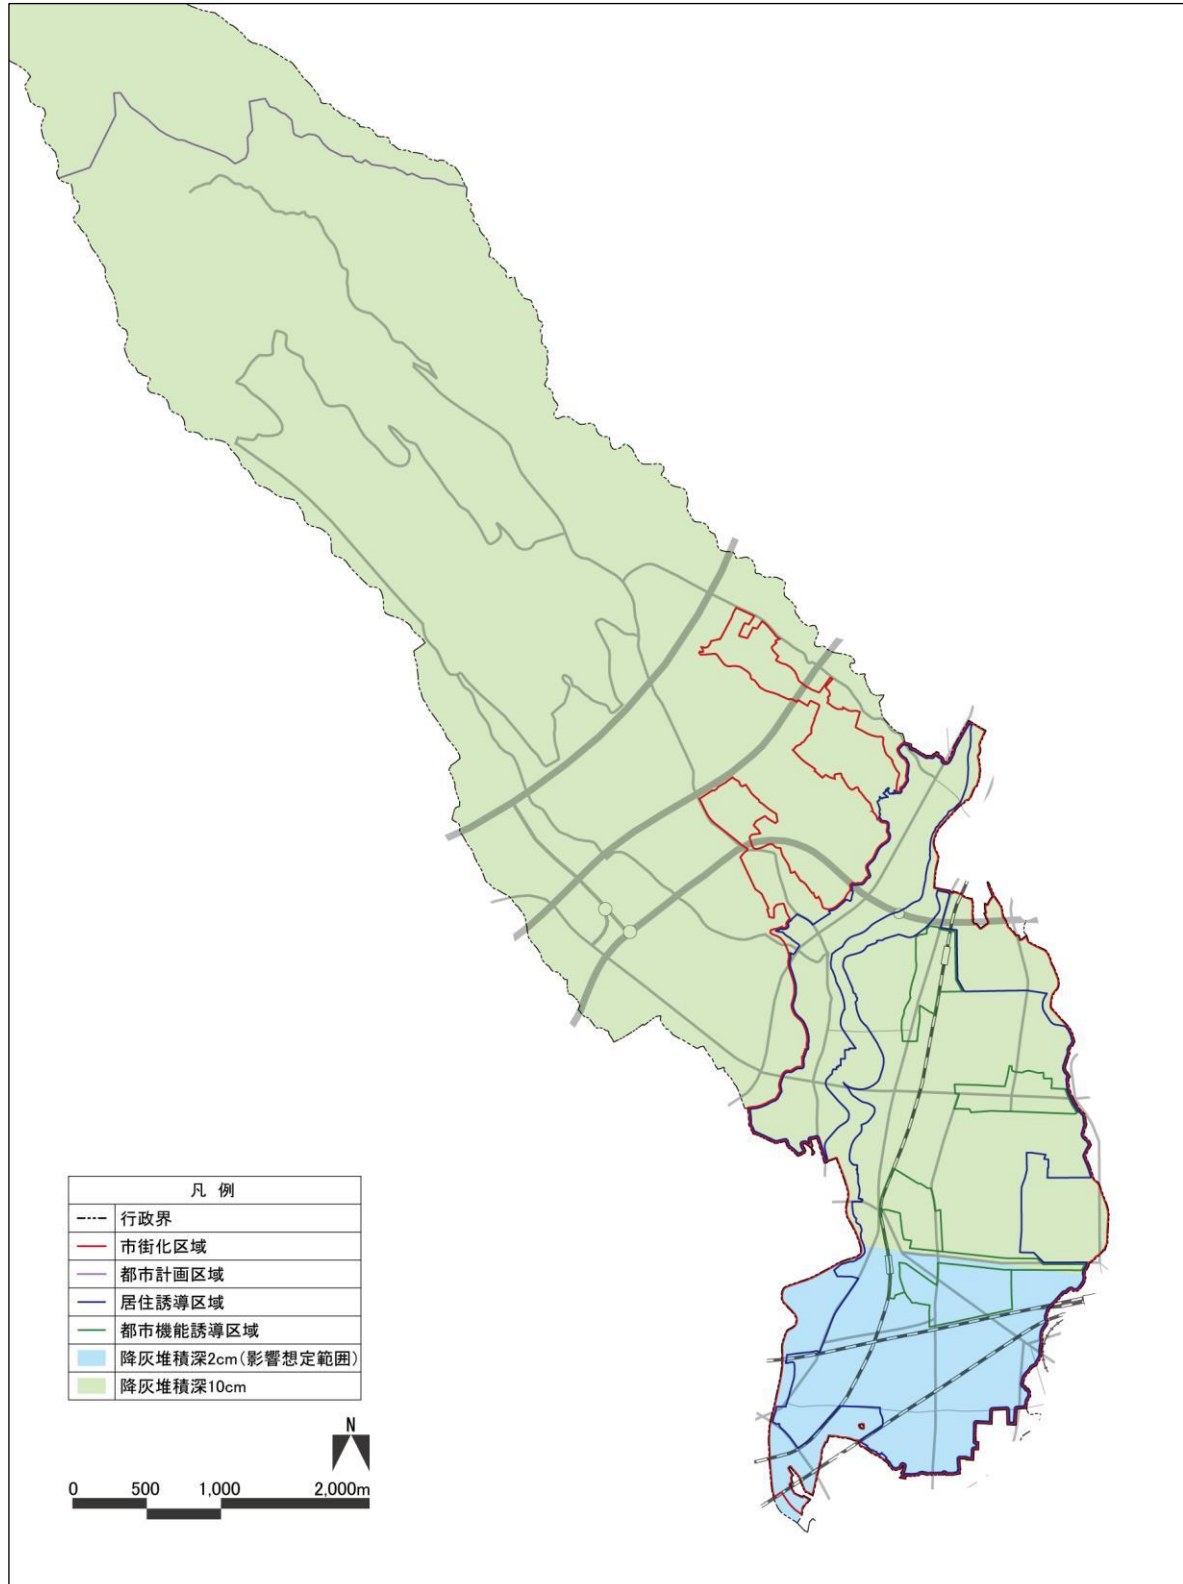 凡 例
行政界
市街化区域
都市計画区域
居住誘導区域
都市機能誘導区域
降灰堆積深2cm(影響想定範囲)
降灰堆積深10cm
N
0 500 1,000 2,000m